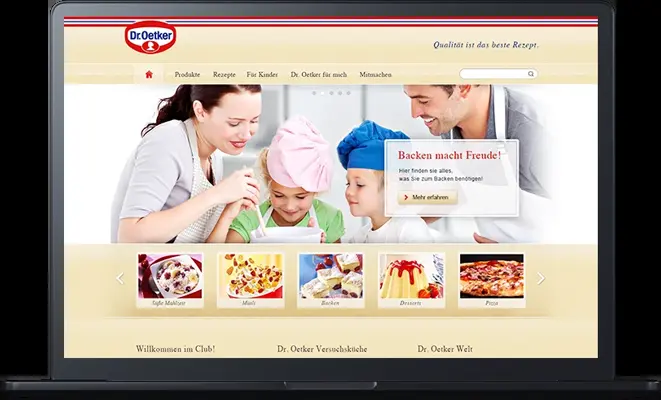 Dr.Oetker
Qualität ist das beste Rezept.
Produkte Rezepte Für Kinder Dr. Oetker für mich Mitmachen
Backen macht Freude!
Hier finden sie alles,
was Sie zum Backen benötigen!
Mehr erfahren
Süße Mahlzeit Müsli Backen Desserts Pizza
Willkommen im Club! Dr. Oetker Versuchsküche Dr. Oetker Welt